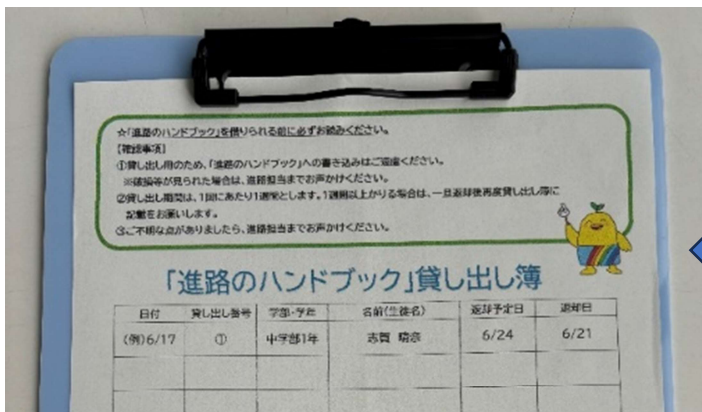 ☆「進路のハンドブック」を借りられる前に必ずお読みください。
【確認事項】
①貸し出し用のため、「進路のハンドブック」への書き込みはご遠慮ください。
※破損等が見られた場合は、進路担当までお声かけください。
②貸し出し期間は、1回にあたり1週間とします。1週間以上かりる場合は、一旦返却後再度貸し出し簿に
記載をお願いします。
③ご不明な点がありましたら、進路担当までお声かけください。
「進路のハンドブック」貸し出し簿
日付 貸し出し番号 学部・学年 名前(生徒名) 返却予定日 返却日
(例)6/17 ① 中学部1年 志賀 晴奈 6/24 6/21